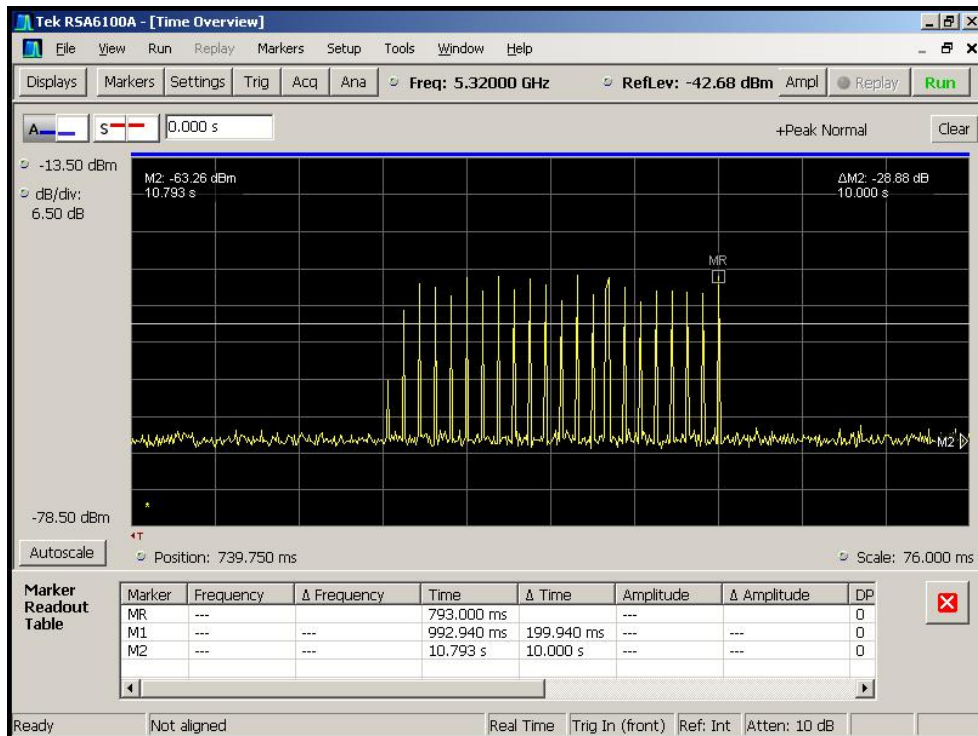 Tek RSA6100A - [Time Overview]
File View Run Replay Markers Setup Tools Window Help
Displays Markers Settings Trig Acq Ana Freq: 5.32000 GHz RefLev: -42.68 dBm Ampl Replay Run
A S 0.000 s +Peak Normal Clear
-13.50 dBm
dB/div:
6.50 dB
M2: -63.26 dBm
10.793 s
ΔM2: -28.88 dB
10.000 s
MR
M2
-78.50 dBm
T
Autoscale Position: 739.750 ms Scale: 76.000 ms
Marker
Readout
Table
Marker Frequency Δ Frequency Time Δ Time Amplitude Δ Amplitude DP
MR --- 793.000 ms --- 0
M1 --- --- 992.940 ms 199.940 ms --- --- 0
M2 --- --- 10.793 s 10.000 s --- --- 0
Ready Not aligned Real Time Trig In (front) Ref: Int Atten: 10 dB